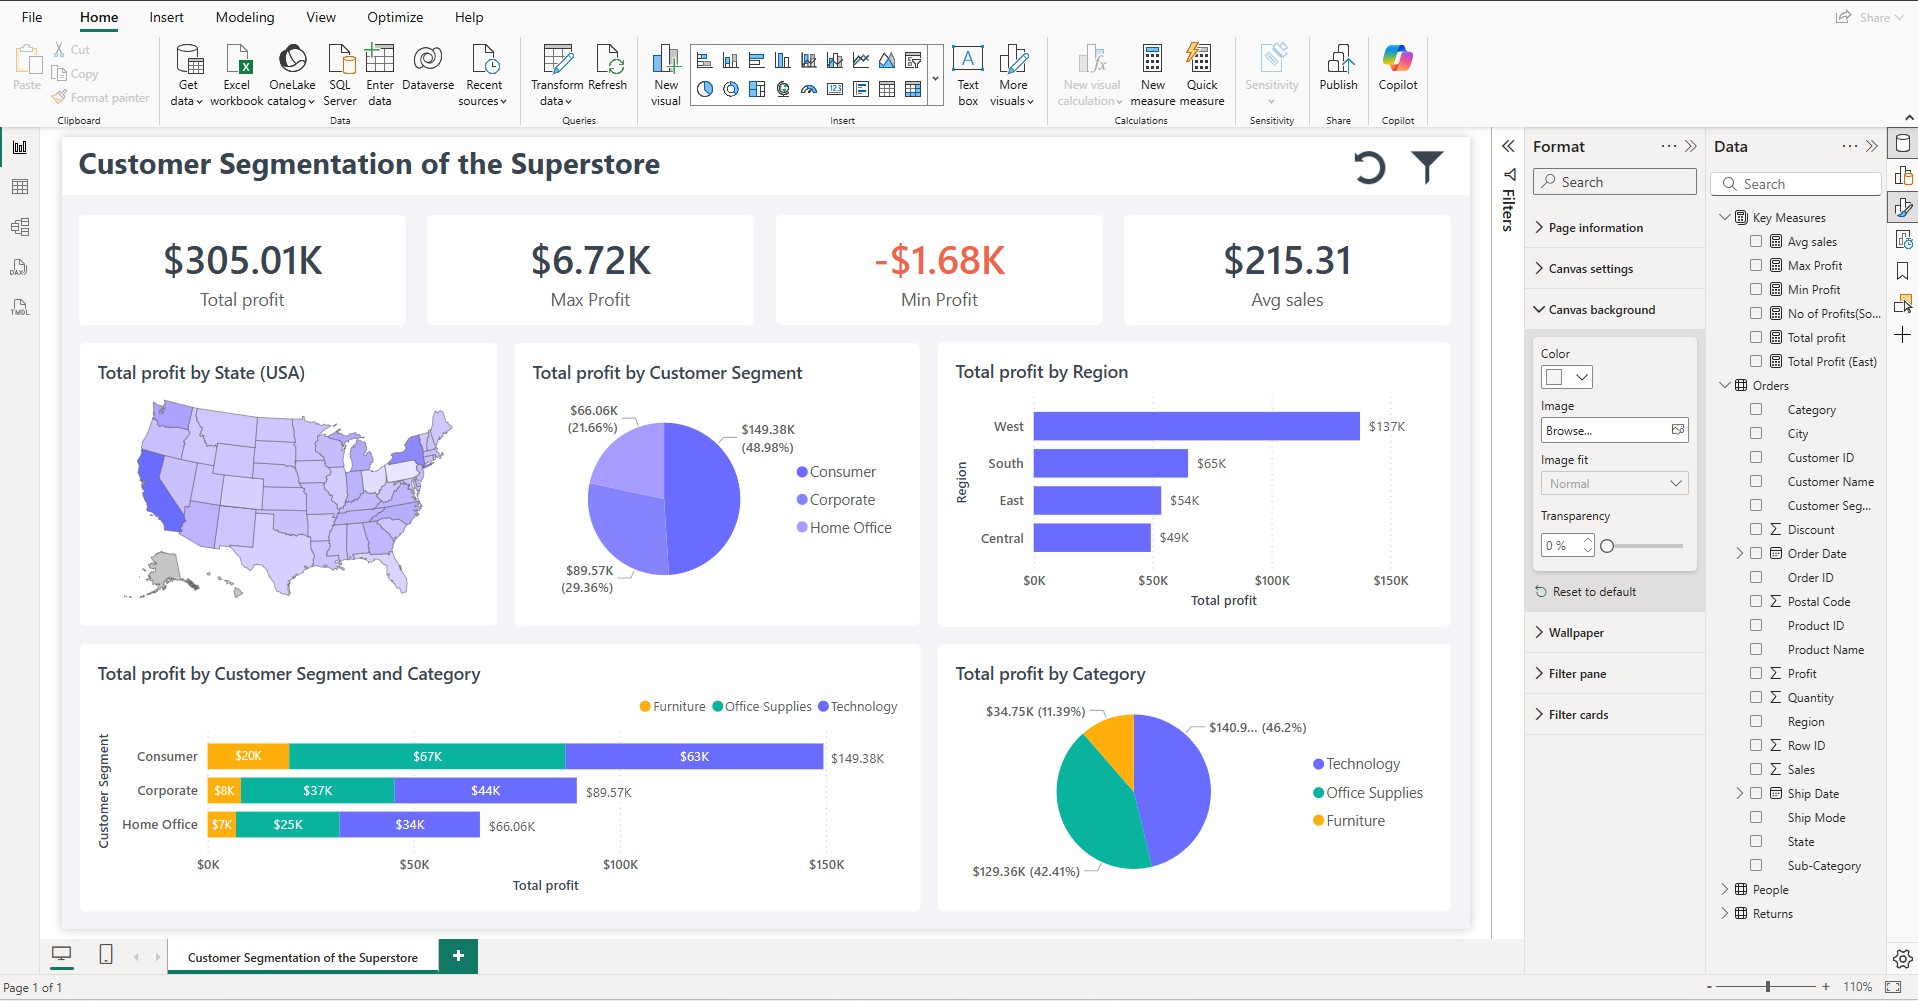 File Home Insert Modeling View Optimize Help Share
Paste Cut Copy Format painter
Get data Excel workbook OneLake catalog SQL Server Enter data Dataverse Recent sources
Transform data Refresh
New visual Text box More visuals
New visual calculation New measure Quick measure
Sensitivity Publish Copilot
Clipboard Data Queries Insert Calculations Sensitivity Share Copilot
Customer Segmentation of the Superstore
$305.01K
Total profit
$6.72K
Max Profit
-$1.68K
Min Profit
$215.31
Avg sales
Total profit by State (USA)
Total profit by Customer Segment
$66.06K
(21.66%)
$149.38K
(48.98%)
$89.57K
(29.36%)
Consumer
Corporate
Home Office
Total profit by Region
Region
West $137K
South $65K
East $54K
Central $49K
$0K $50K $100K $150K
Total profit
Total profit by Customer Segment and Category
Furniture Office Supplies Technology
Customer Segment
Consumer $20K $67K $63K $149.38K
Corporate $8K $37K $44K $89.57K
Home Office $7K $25K $34K $66.06K
$0K $50K $100K $150K
Total profit
Total profit by Category
$34.75K (11.39%)
$140.9... (46.2%)
$129.36K (42.41%)
Technology
Office Supplies
Furniture
Filters
Format
Search
Page information
Canvas settings
Canvas background
Color
Image
Browse...
Image fit
Normal
Transparency
0 %
Reset to default
Wallpaper
Filter pane
Filter cards
Data
Search
Key Measures
Avg sales
Max Profit
Min Profit
No of Profits(So...
Total profit
Total Profit (East)
Orders
Category
City
Customer ID
Customer Name
Customer Seg...
Discount
Order Date
Order ID
Postal Code
Product ID
Product Name
Profit
Quantity
Region
Row ID
Sales
Ship Date
Ship Mode
State
Sub-Category
People
Returns
DAX
TMDL
Customer Segmentation of the Superstore +
Page 1 of 1
- + 110%